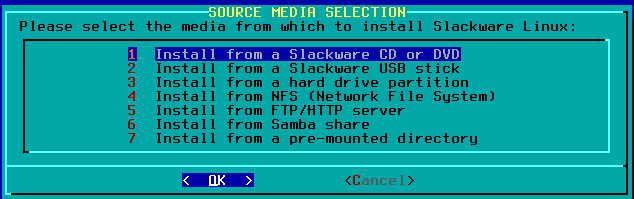 SOURCE MEDIA SELECTION
Please select the media from which to install Slackware Linux:
1 Install from a Slackware CD or DVD
2 Install from a Slackware USB stick
3 Install from a hard drive partition
4 Install from NFS (Network File System)
5 Install from FTP/HTTP server
6 Install from Samba share
7 Install from a pre-mounted directory
< OK > <Cancel>